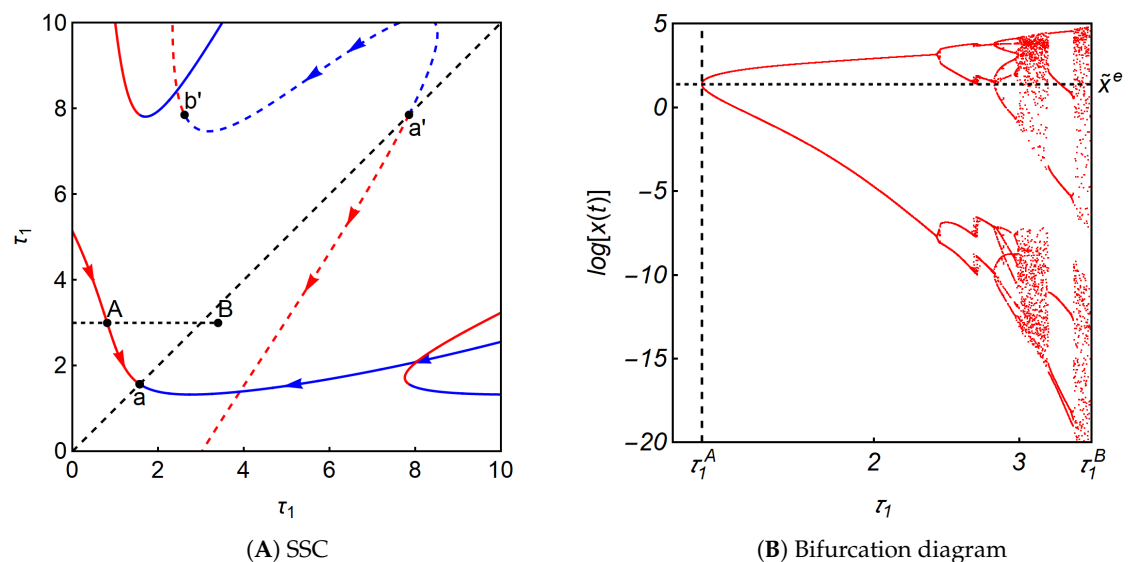 10
8
6
4
2
0
τ₁
b'
a'
A
B
a
0
2
4
6
8
10
τ₁
(A) SSC
5
0
−5
−10
−15
−20
log[x(t)]
x̃ᵉ
τ₁ᴬ
2
3
τ₁ᴮ
τ₁
(B) Bifurcation diagram